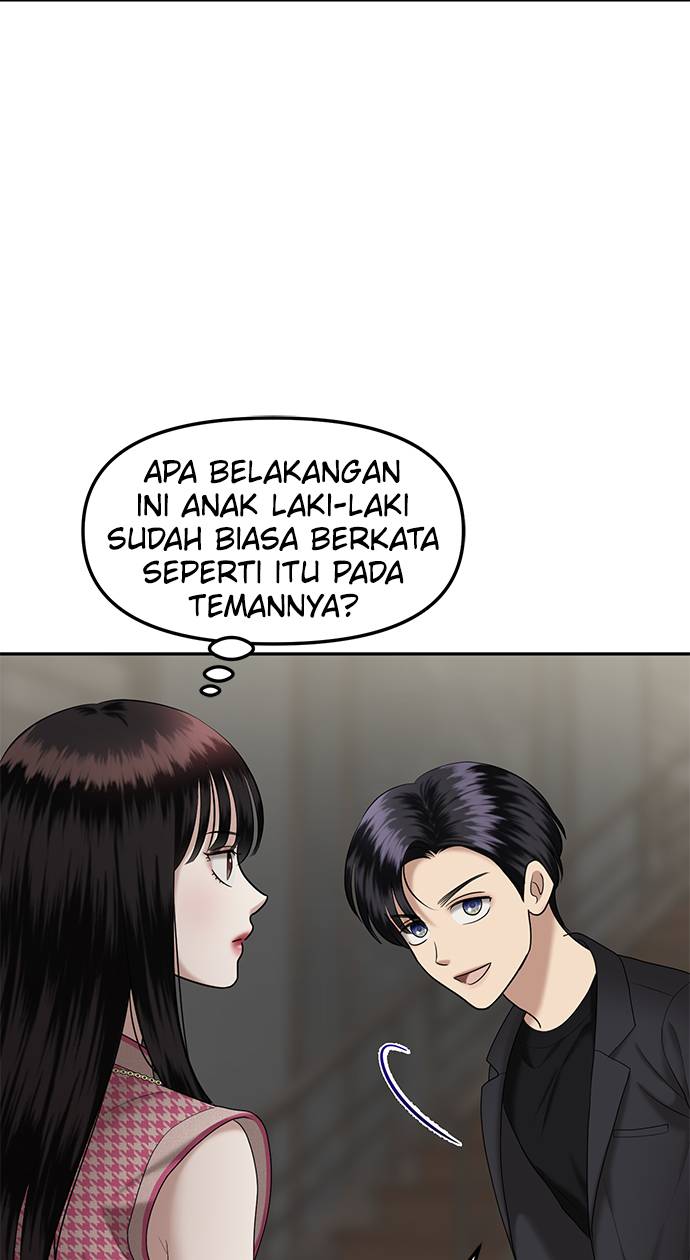 APA BELAKANGAN
INI ANAK LAKI-LAKI
SUDAH BIASA BERKATA
SEPERTI ITU PADA
TEMANNYA?